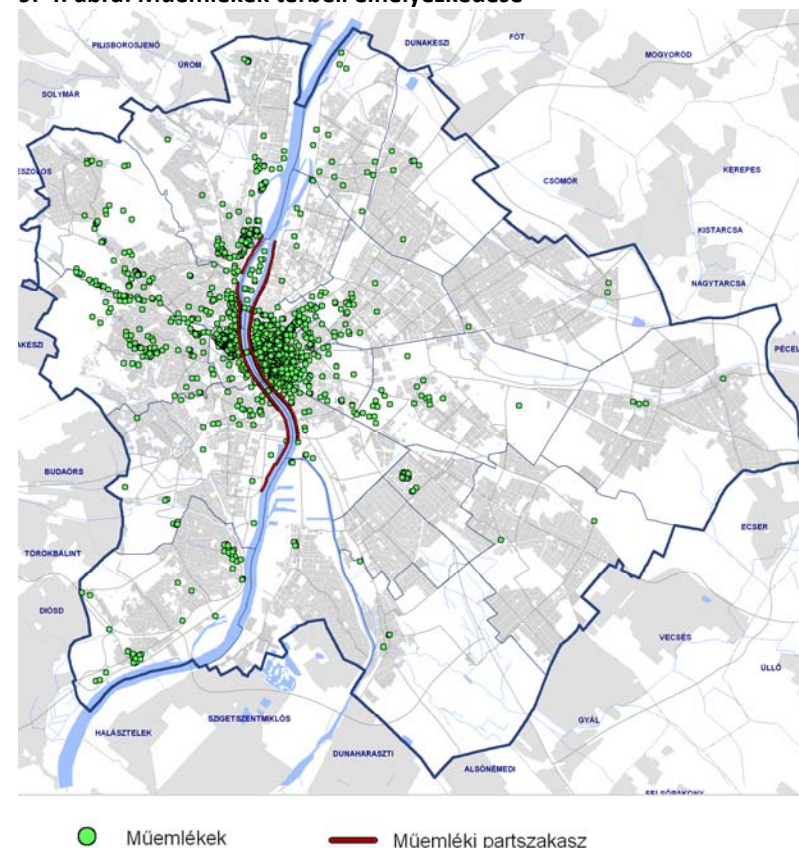 DUNAKESZI
FÓT
PILISBOROSJENŐ
MOGYORÓD
ÜRÖM
SOLYMÁR
KEREPES
CSÖMÖR
KISTARCSA
NAGYTARCSA
PÉCEL
BUDAÖRS
ECSER
TÖRÖKBÁLINT
DIÓSD
VECSÉS
ÜLLŐ
SZIGETSZENTMIKLÓS
GYÁL
HALÁSZTELEK
DUNAHARASZTI
ALSÓNÉMEDI
Műemlékek
Műemléki partszakasz